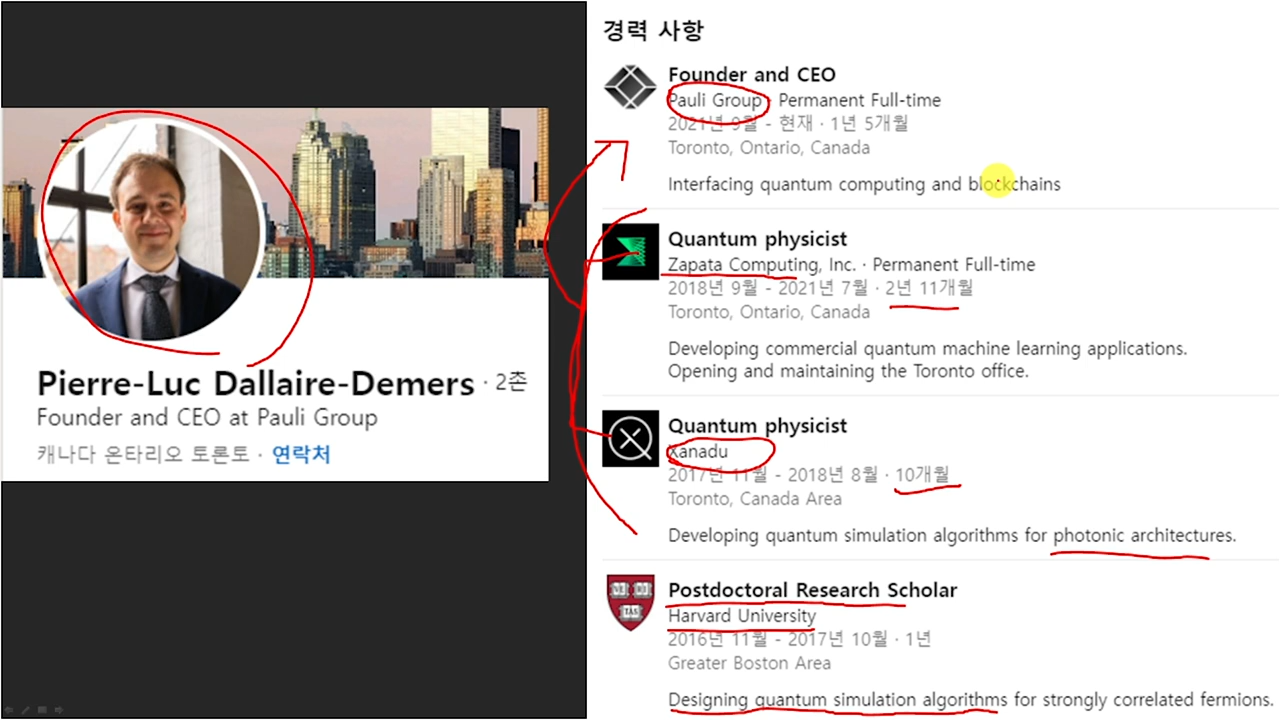 Pierre-Luc Dallaire-Demers · 2촌
Founder and CEO at Pauli Group
캐나다 온타리오 토론토 · 연락처
경력 사항
Founder and CEO
Pauli Group · Permanent Full-time
2021년 9월 - 현재 · 1년 5개월
Toronto, Ontario, Canada
Interfacing quantum computing and blockchains
Quantum physicist
Zapata Computing, Inc. · Permanent Full-time
2018년 9월 - 2021년 7월 · 2년 11개월
Toronto, Ontario, Canada
Developing commercial quantum machine learning applications.
Opening and maintaining the Toronto office.
Quantum physicist
Xanadu
2017년 11월 - 2018년 8월 · 10개월
Toronto, Canada Area
Developing quantum simulation algorithms for photonic architectures.
Postdoctoral Research Scholar
Harvard University
2016년 11월 - 2017년 10월 · 1년
Greater Boston Area
Designing quantum simulation algorithms for strongly correlated fermions.